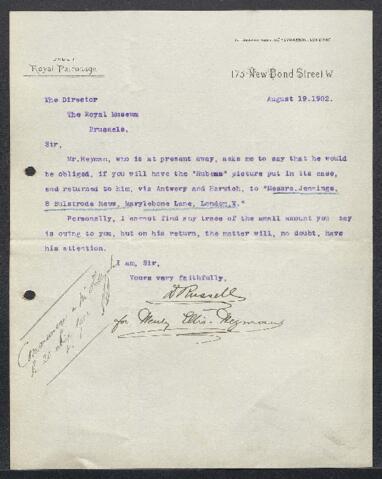 Royal Patronage.
175 New Bond Street W.
August 19.1902.
The Director
The Royal Museum
Brussels.
Sir,
Mr.Heyman, who is at present away, asks me to say that he would
be obliged, if you will have the "Rubens" picture put in its case,
and returned to him, via Antwerp and Harwich, to "Messrs.Jennings,
8 Bulstrode Mews, Marylebone Lane, London,W."
Personally, I cannot find any trace of the small amount you say
is owing to you, but on his return, the matter will, no doubt, have
his attention.
I am, Sir,
Yours very faithfully,
Russell
for Henry Ellis-Heyman